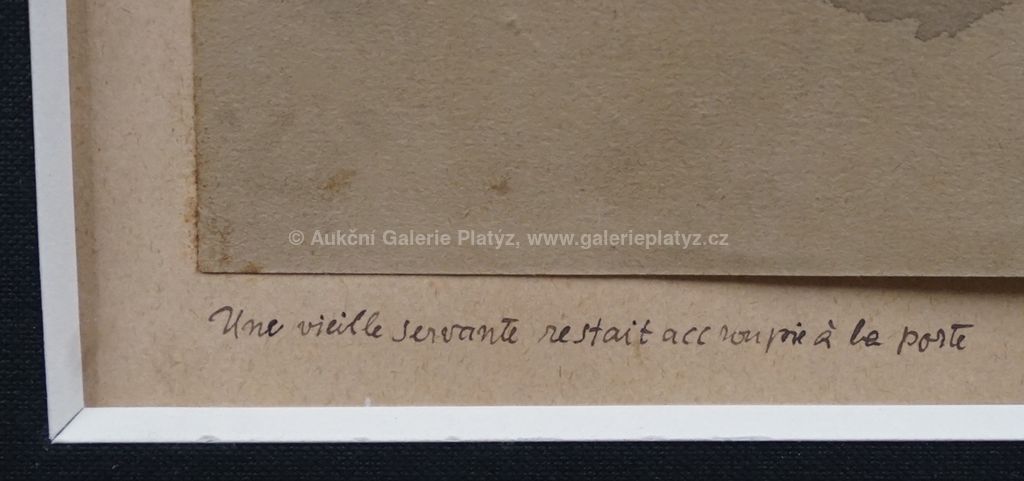 © Aukční Galerie Platýz, www.galerieplatyz.cz
Une vieille servante restait accroupie à la porte